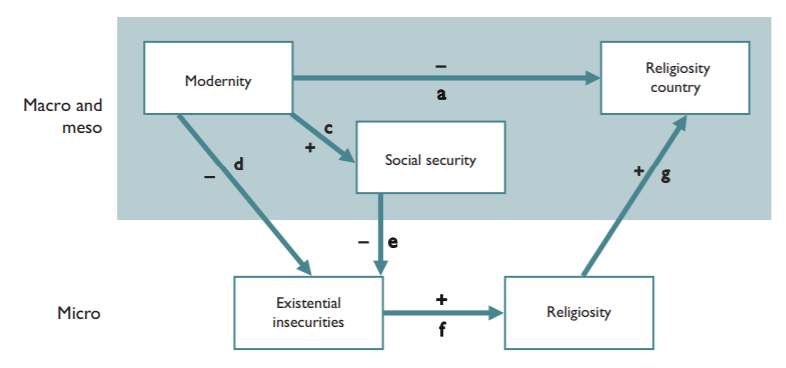 Modernity
–
a
Religiosity
country
Macro and
meso
c
+
Social security
d
–
+
g
–
e
Micro
Existential
insecurities
+
f
Religiosity